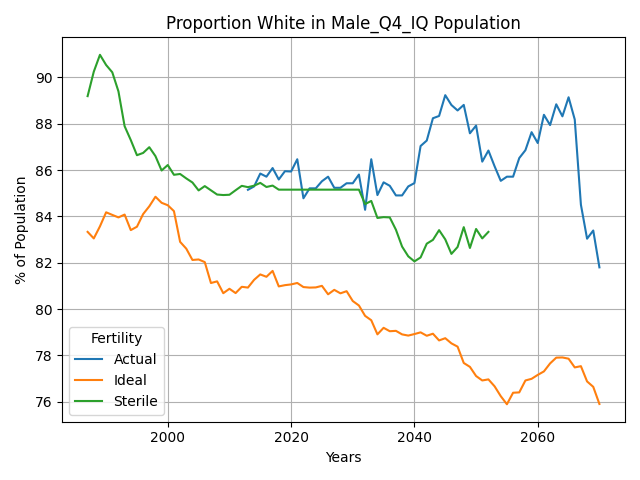 Proportion White in Male_Q4_IQ Population
% of Population
90
88
86
84
82
80
78
76
Fertility
Actual
Ideal
Sterile
2000
2020
2040
2060
Years